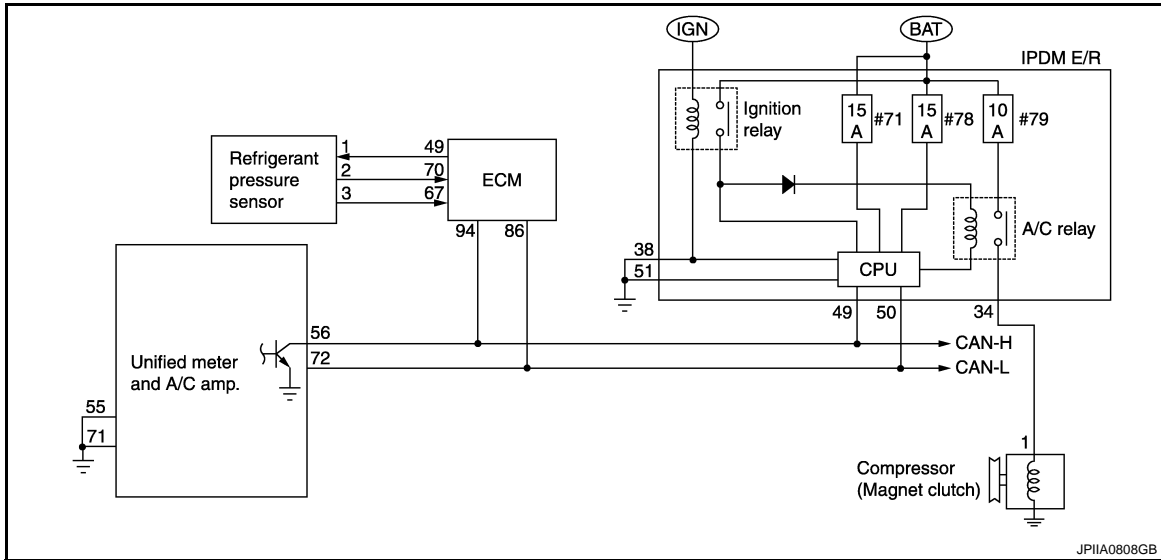 IGN
BAT
IPDM E/R
Ignition
relay
15
A
#71
15
A
#78
10
A
#79
Refrigerant
pressure
sensor
1
2
3
49
70
67
ECM
94
86
A/C relay
38
51
CPU
49
50
34
Unified meter
and A/C amp.
56
72
CAN-H
CAN-L
55
71
1
Compressor
(Magnet clutch)
JPIIA0808GB